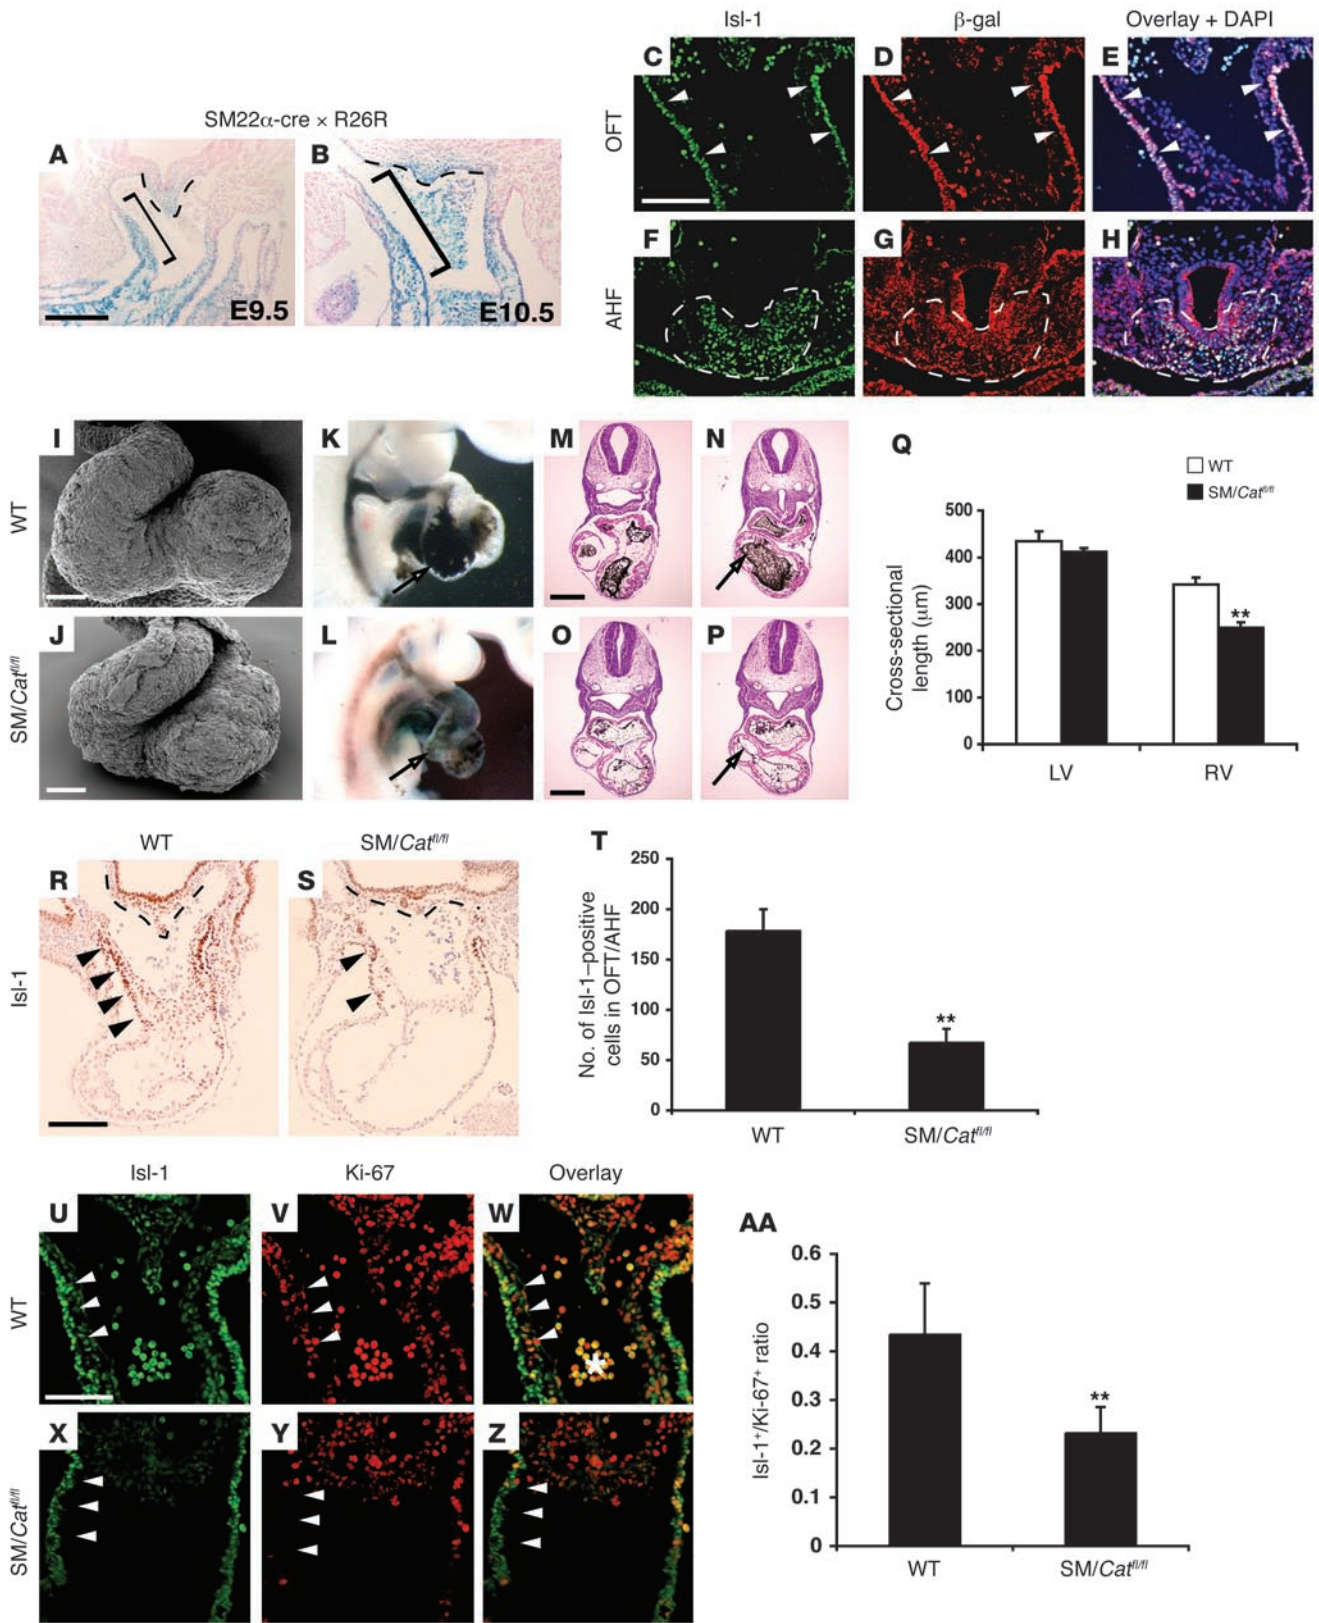 Isl-1 β-gal Overlay + DAPI
SM22α-cre × R26R
A B
E9.5 E10.5
OFT
C D E
AHF
F G H
WT
I K M N
SM/Catfl/fl
J L O P
Q
WT
SM/Catfl/fl
500
400
300
200
100
0
Cross-sectional
length (μm)
**
LV RV
WT SM/Catfl/fl
Isl-1
R S
T
250
200
150
100
50
0
No. of Isl-1–positive
cells in OFT/AHF
**
WT SM/Catfl/fl
Isl-1 Ki-67 Overlay
WT
U V W
SM/Catfl/fl
X Y Z
AA
0.6
0.5
0.4
0.3
0.2
0.1
0
Isl-1+/Ki-67+ ratio
**
WT SM/Catfl/fl